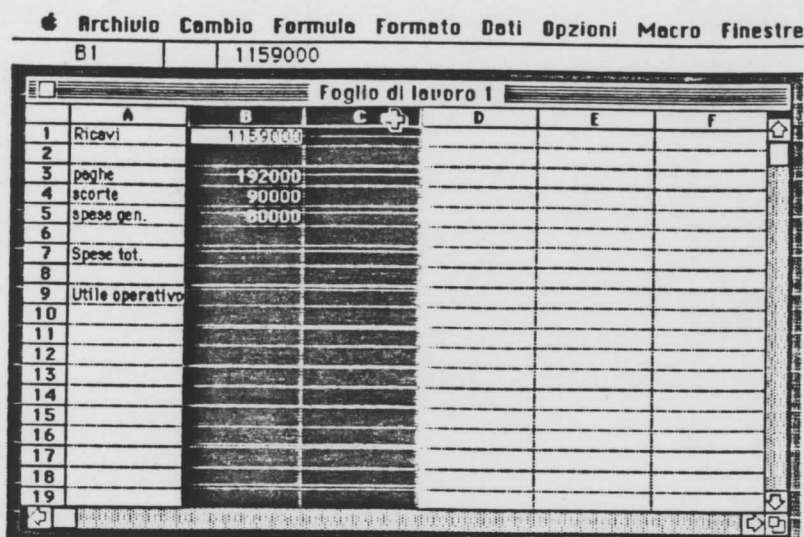 Archivio Cambio Formula Formato Dati Opzioni Macro Finestre
B1 1159000
Foglio di lavoro 1
A B C D E F
1 Ricavi 1159000
2
3 paghe 192000
4 scorte 90000
5 spese gen. 80000
6
7 Spese tot.
8
9 Utile operativo
10
11
12
13
14
15
16
17
18
19